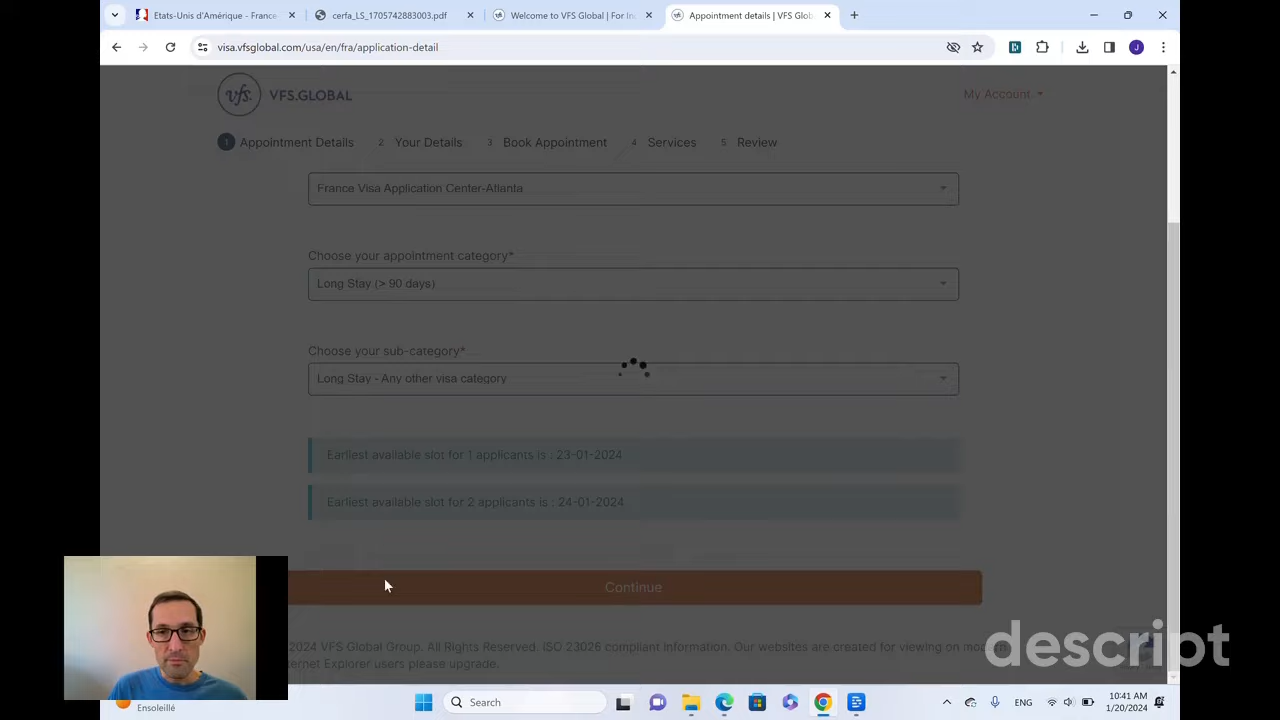 Etats-Unis d'Amérique - France-
cerfa_LS_1705742883003.pdf
Welcome to VFS Global | For In
Appointment details | VFS Glob
visa.vfsglobal.com/usa/en/fra/application-detail
J
vfs. VFS.GLOBAL
My Account
1 Appointment Details
2 Your Details
3 Book Appointment
4 Services
5 Review
France Visa Application Center-Atlanta
Choose your appointment category*
Long Stay (> 90 days)
Choose your sub-category*
Long Stay - Any other visa category
Earliest available slot for 1 applicants is : 23-01-2024
Earliest available slot for 2 applicants is : 24-01-2024
Continue
2024 VFS Global Group. All Rights Reserved. ISO 23026 compliant Information. Our websites are created for viewing on
ternet Explorer users please upgrade.
descript
Ensoleillé
Search
ENG
10:41 AM
1/20/2024